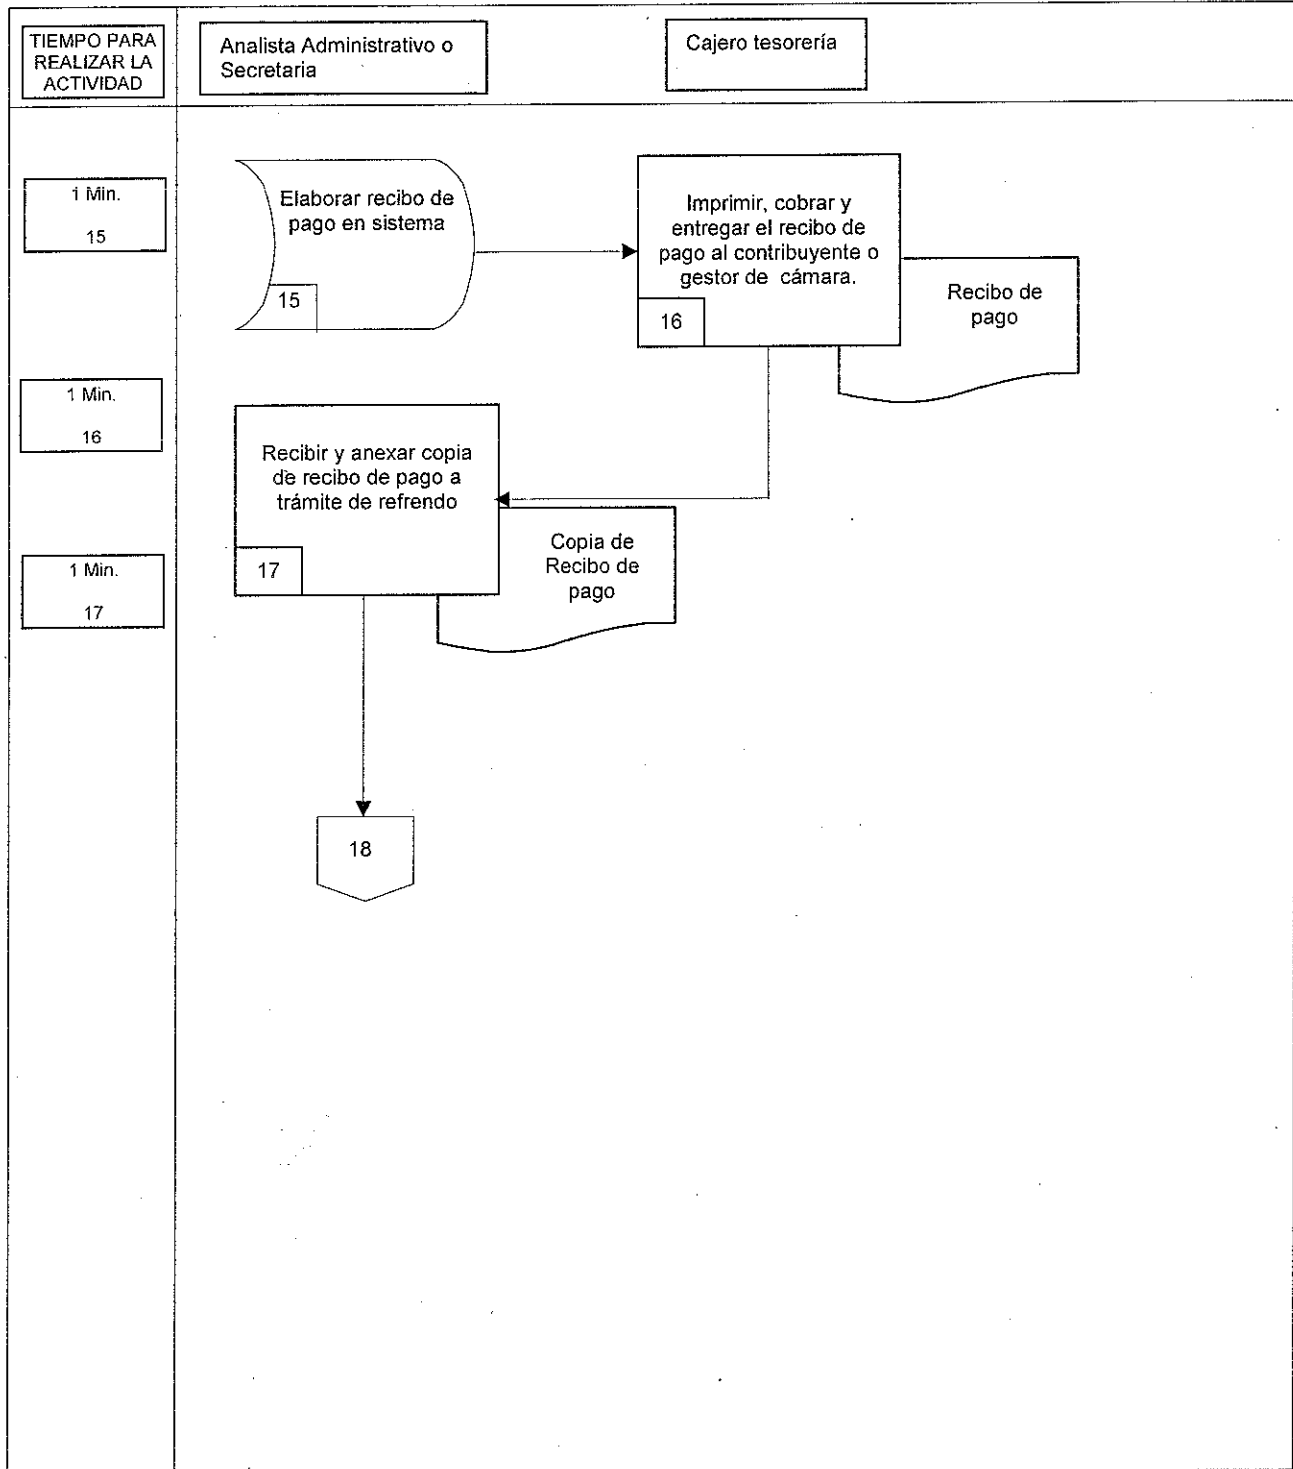 TIEMPO PARA
REALIZAR LA
ACTIVIDAD
Analista Administrativo o
Secretaria
Cajero tesorería
1 Min.
15
Elaborar recibo de
pago en sistema
15
Imprimir, cobrar y
entregar el recibo de
pago al contribuyente o
gestor de cámara.
16
Recibo de
pago
1 Min.
16
Recibir y anexar copia
de recibo de pago a
trámite de refrendo
17
Copia de
Recibo de
pago
1 Min.
17
18